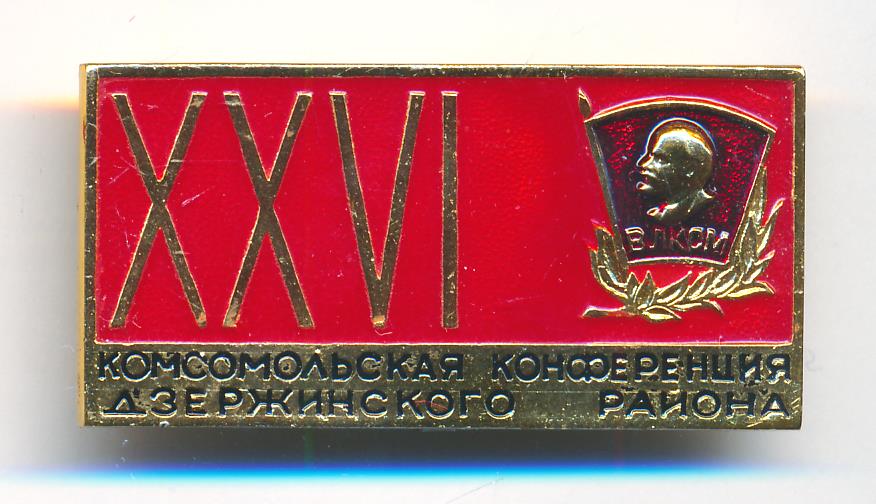 XXVI
ВЛКСМ
КОМСОМОЛЬСКАЯ КОНФЕРЕНЦИЯ
ДЗЕРЖИНСКОГО РАЙОНА